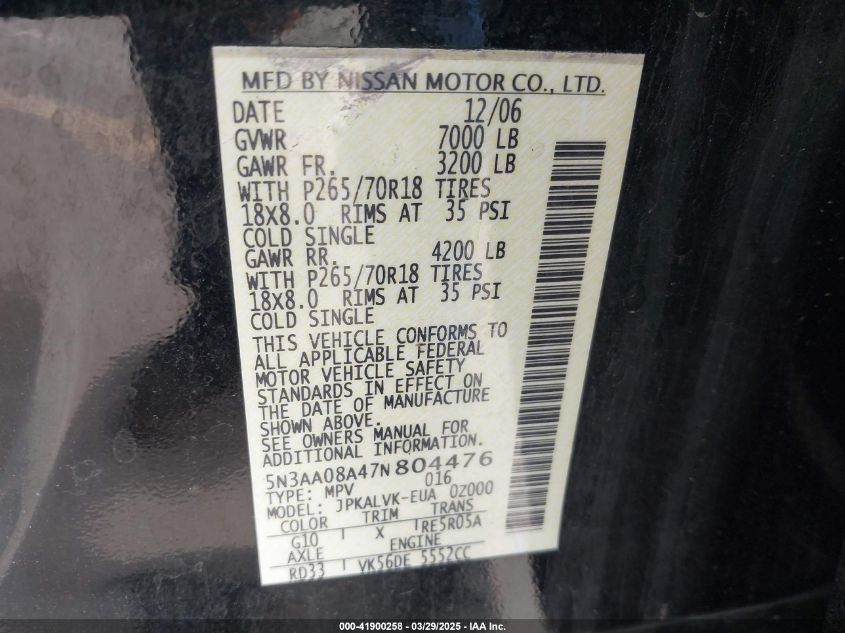 MFD BY NISSAN MOTOR CO., LTD.
DATE 12/06
GVWR 7000 LB
GAWR FR. 3200 LB
WITH P265/70R18 TIRES
18X8.0 RIMS AT 35 PSI
COLD SINGLE
GAWR RR. 4200 LB
WITH P265/70R18 TIRES
18X8.0 RIMS AT 35 PSI
COLD SINGLE
THIS VEHICLE CONFORMS TO
ALL APPLICABLE FEDERAL
MOTOR VEHICLE SAFETY
STANDARDS IN EFFECT ON
THE DATE OF MANUFACTURE
SHOWN ABOVE.
SEE OWNERS MANUAL FOR
ADDITIONAL INFORMATION.
5N3AA08A47N804476
TYPE: MPV 016
MODEL: JPKALVK-EUA 0Z000
COLOR TRIM TRANS
G10 X RE5R05A
AXLE ENGINE
RD33 VK56DE 5552CC
000-41900258 - 03/29/2025 - IAA Inc.